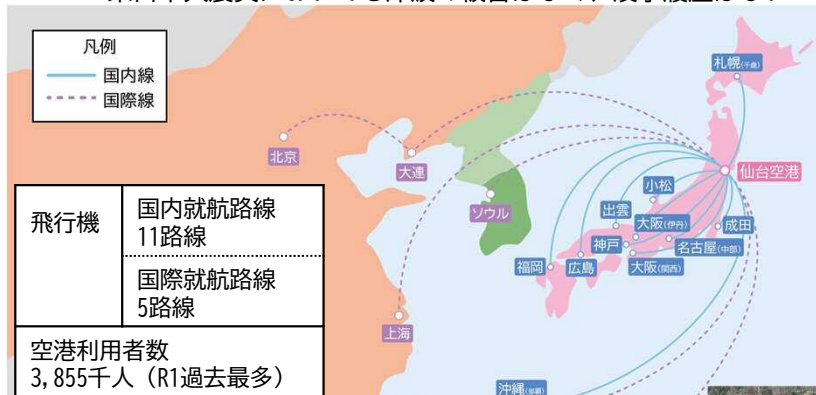 凡例
国内線
国際線
札幌(千歳)
北京
大連
仙台空港
小松
ソウル
出雲
大阪(伊丹)
成田
神戸
名古屋(中部)
福岡
広島
大阪(関西)
上海
沖縄(那覇)
飛行機
国内就航路線
11路線
国際就航路線
5路線
空港利用者数
3,855千人（R1過去最多）